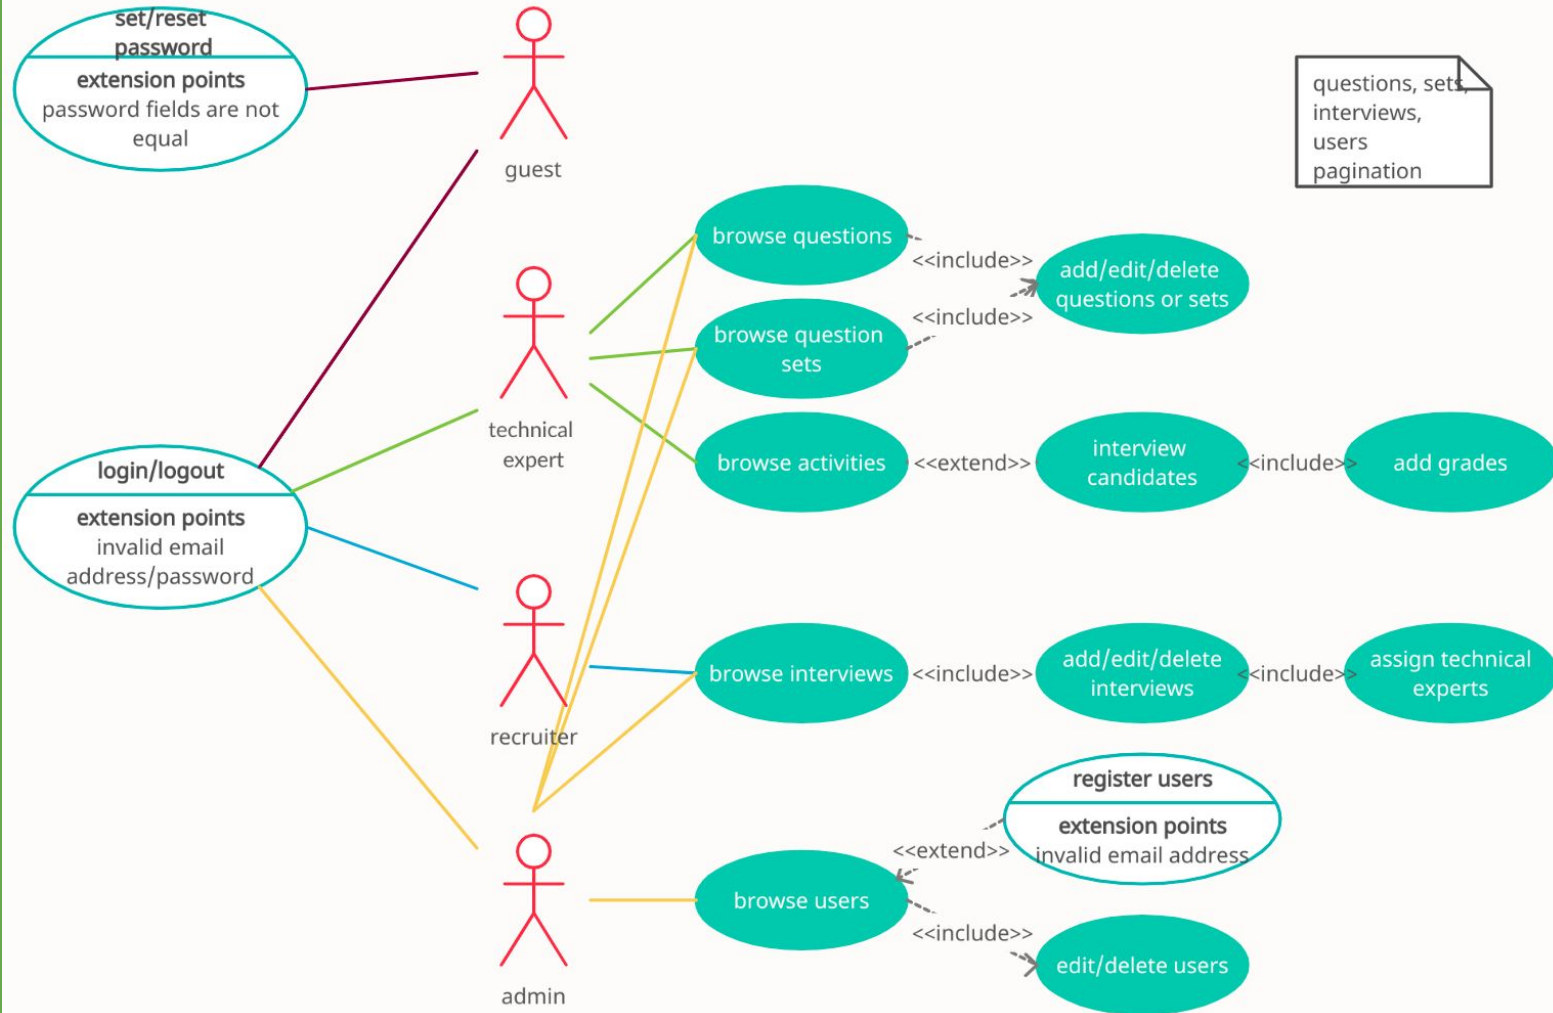 set/reset
password
extension points
password fields are not
equal
guest
questions, sets,
interviews,
users
pagination
browse questions
<<include>>
add/edit/delete
questions or sets
browse question
sets
<<include>>
technical
expert
browse activities
<<extend>>
interview
candidates
<<include>>
add grades
login/logout
extension points
invalid email
address/password
recruiter
browse interviews
<<include>>
add/edit/delete
interviews
<<include>>
assign technical
experts
register users
extension points
invalid email address
<<extend>>
browse users
<<include>>
edit/delete users
admin